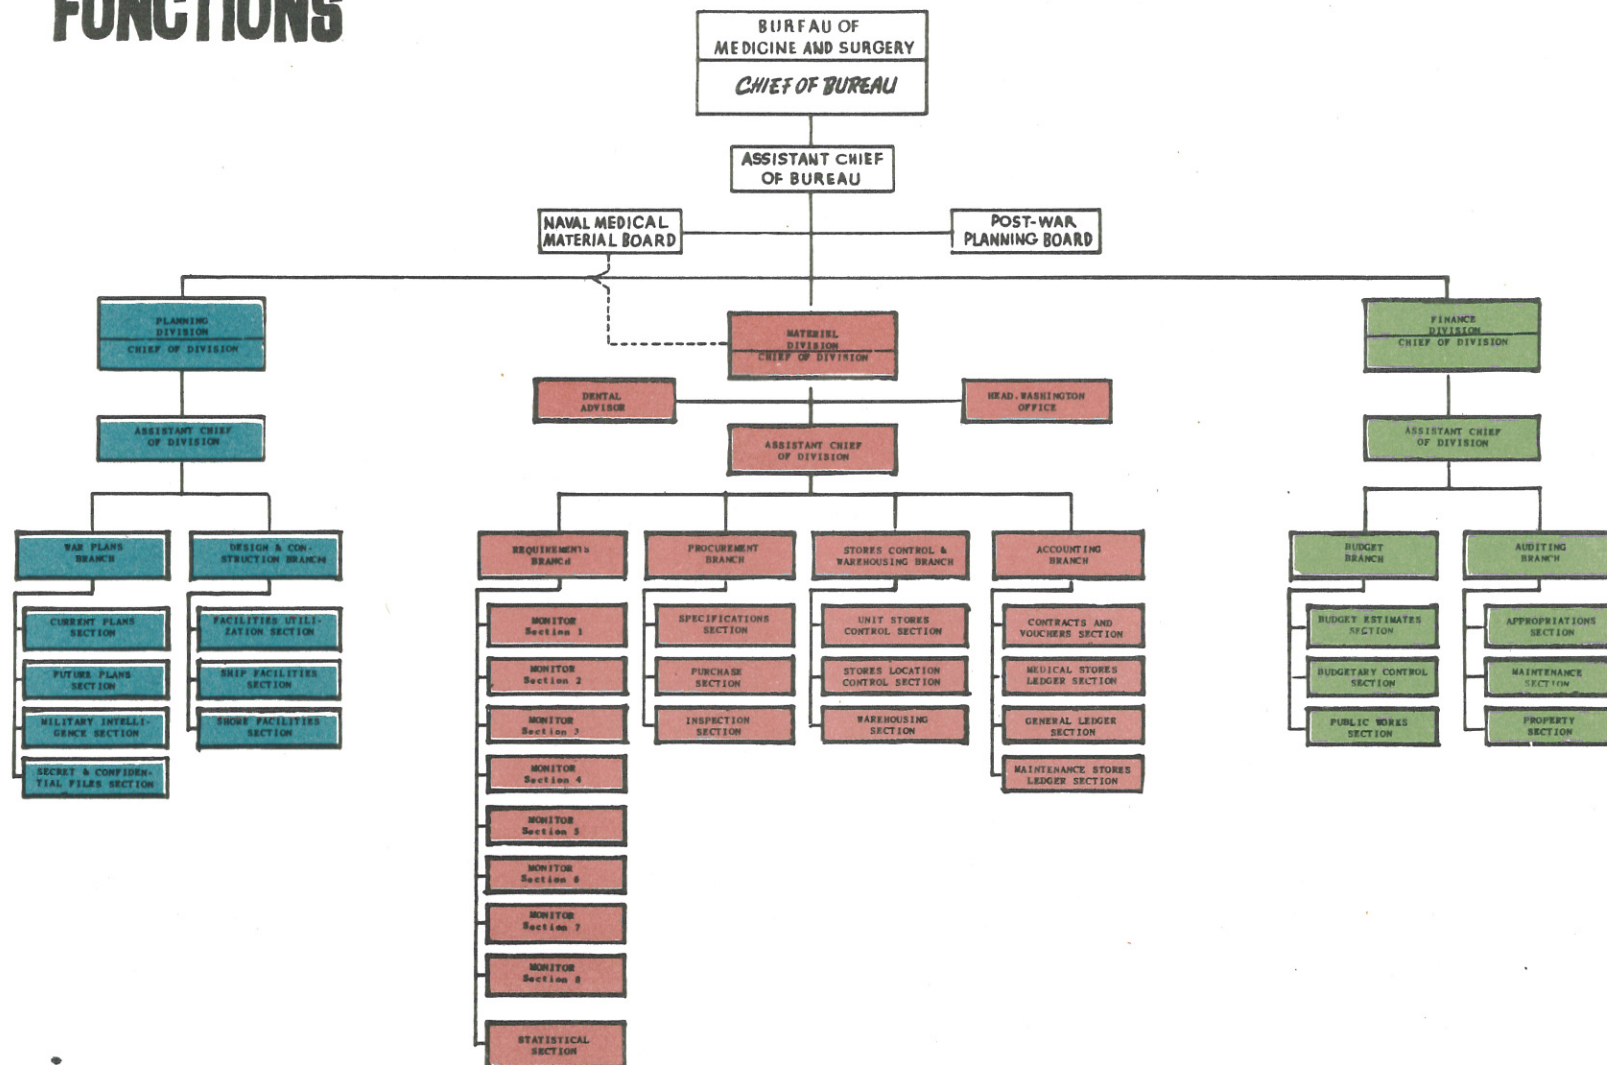 FUNCTIONS
BUREAU OF
MEDICINE AND SURGERY
CHIEF OF BUREAU
ASSISTANT CHIEF
OF BUREAU
NAVAL MEDICAL
MATERIAL BOARD
POST-WAR
PLANNING BOARD
PLANNING
DIVISION
CHIEF OF DIVISION
MATERIEL
DIVISION
CHIEF OF DIVISION
FINANCE
DIVISION
CHIEF OF DIVISION
DENTAL
ADVISOR
HEAD, WASHINGTON
OFFICE
ASSISTANT CHIEF
OF DIVISION
ASSISTANT CHIEF
OF DIVISION
ASSISTANT CHIEF
OF DIVISION
WAR PLANS
BRANCH
DESIGN & CON-
STRUCTION BRANCH
REQUIREMENTS
BRANCH
PROCUREMENT
BRANCH
STORES CONTROL &
WAREHOUSING BRANCH
ACCOUNTING
BRANCH
BUDGET
BRANCH
AUDITING
BRANCH
CURRENT PLANS
SECTION
FUTURE PLANS
SECTION
MILITARY INTELLI-
GENCE SECTION
SECRET & CONFIDEN-
TIAL FILES SECTION
FACILITIES UTILI-
ZATION SECTION
SHIP FACILITIES
SECTION
SHORE FACILITIES
SECTION
MONITOR
Section 1
MONITOR
Section 2
MONITOR
Section 3
MONITOR
Section 4
MONITOR
Section 5
MONITOR
Section 6
MONITOR
Section 7
MONITOR
Section 8
STATISTICAL
SECTION
SPECIFICATIONS
SECTION
PURCHASE
SECTION
INSPECTION
SECTION
UNIT STORES
CONTROL SECTION
STORES LOCATION
CONTROL SECTION
WAREHOUSING
SECTION
CONTRACTS AND
VOUCHERS SECTION
MEDICAL STORES
LEDGER SECTION
GENERAL LEDGER
SECTION
MAINTENANCE STORES
LEDGER SECTION
BUDGET ESTIMATES
SECTION
BUDGETARY CONTROL
SECTION
PUBLIC WORKS
SECTION
APPROPRIATIONS
SECTION
MAINTENANCE
SECTION
PROPERTY
SECTION